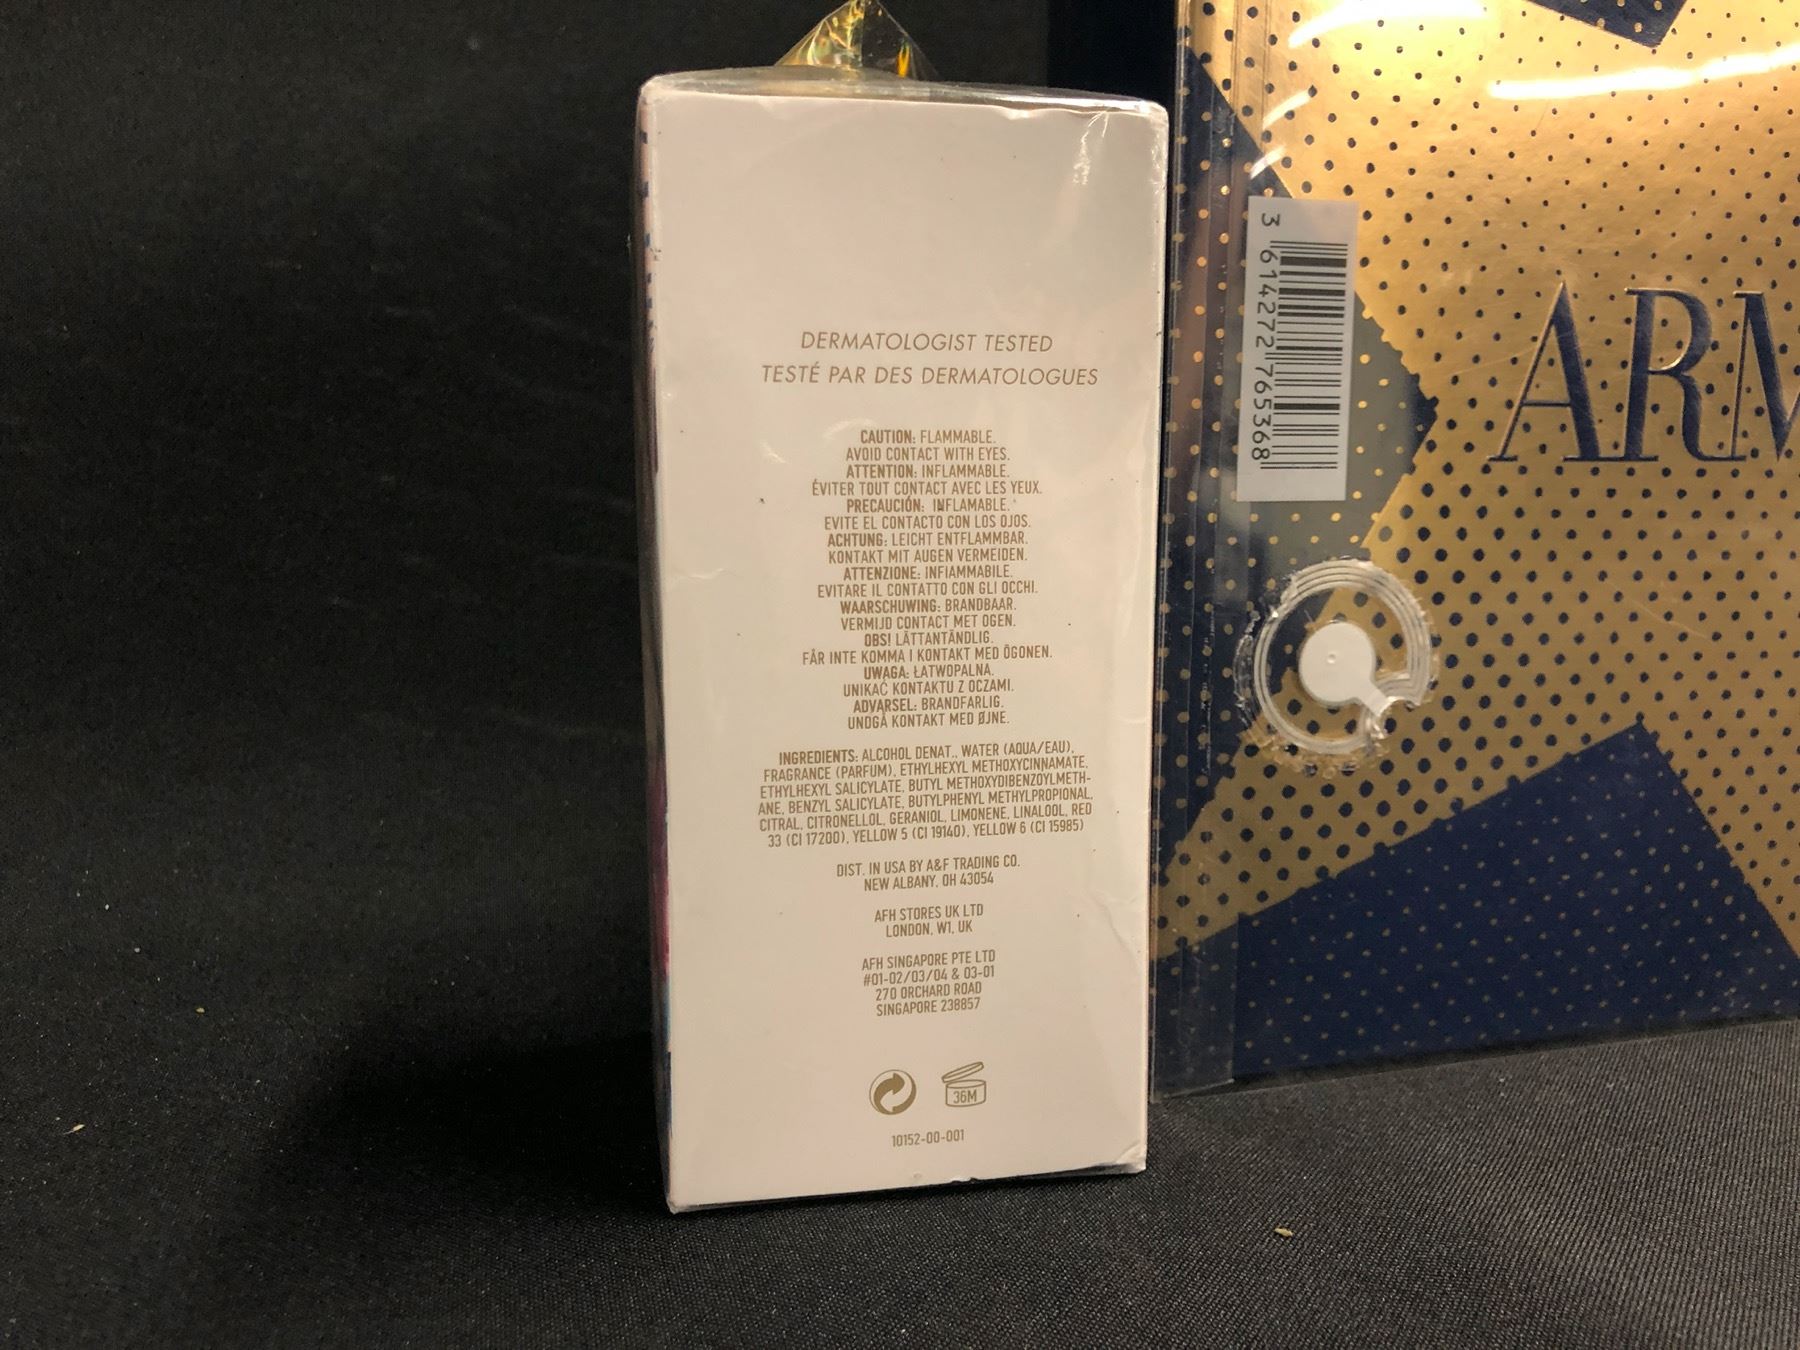 DERMATOLOGIST TESTED
TESTÉ PAR DES DERMATOLOGUES
CAUTION: FLAMMABLE.
AVOID CONTACT WITH EYES.
ATTENTION: INFLAMMABLE.
ÉVITER TOUT CONTACT AVEC LES YEUX.
PRECAUCIÓN: INFLAMABLE.
EVITE EL CONTACTO CON LOS OJOS.
ACHTUNG: LEICHT ENTFLAMMBAR.
KONTAKT MIT AUGEN VERMEIDEN.
ATTENZIONE: INFIAMMABILE.
EVITARE IL CONTATTO CON GLI OCCHI.
WAARSCHUWING: BRANDBAAR.
VERMIJD CONTACT MET OGEN.
OBS! LÄTTANTÄNDLIG.
FÅR INTE KOMMA I KONTAKT MED ÖGONEN.
UWAGA: ŁATWOPALNA.
UNIKAĆ KONTAKTU Z OCZAMI.
ADVARSEL: BRANDFARLIG.
UNDGÅ KONTAKT MED ØJNE.
INGREDIENTS: ALCOHOL DENAT., WATER (AQUA/EAU),
FRAGRANCE (PARFUM), ETHYLHEXYL METHOXYCINNAMATE,
ETHYLHEXYL SALICYLATE, BUTYL METHOXYDIBENZOYLMETH-
ANE, BENZYL SALICYLATE, BUTYLPHENYL METHYLPROPIONAL,
CITRAL, CITRONELLOL, GERANIOL, LIMONENE, LINALOOL, RED
33 (CI 17200), YELLOW 5 (CI 19140), YELLOW 6 (CI 15985)
DIST. IN USA BY A&F TRADING CO.
NEW ALBANY, OH 43054
AFH STORES UK LTD
LONDON, W1, UK
AFH SINGAPORE PTE LTD
#01-02/03/04 & 03-01
270 ORCHARD ROAD
SINGAPORE 238857
36M
10152-00-001
3 614272 765368
ARM